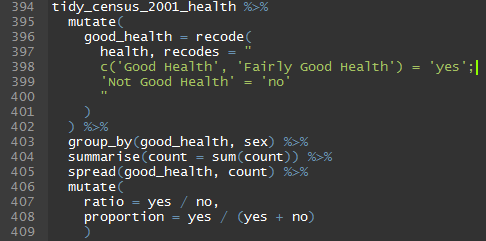 394 tidy_census_2001_health %>%
395 mutate(
396 good_health = recode(
397 health, recodes = "
398 c('Good Health', 'Fairly Good Health') = 'yes';
399 'Not Good Health' = 'no'
400 "
401 )
402 ) %>%
403 group_by(good_health, sex) %>%
404 summarise(count = sum(count)) %>%
405 spread(good_health, count) %>%
406 mutate(
407 ratio = yes / no,
408 proportion = yes / (yes + no)
409 )